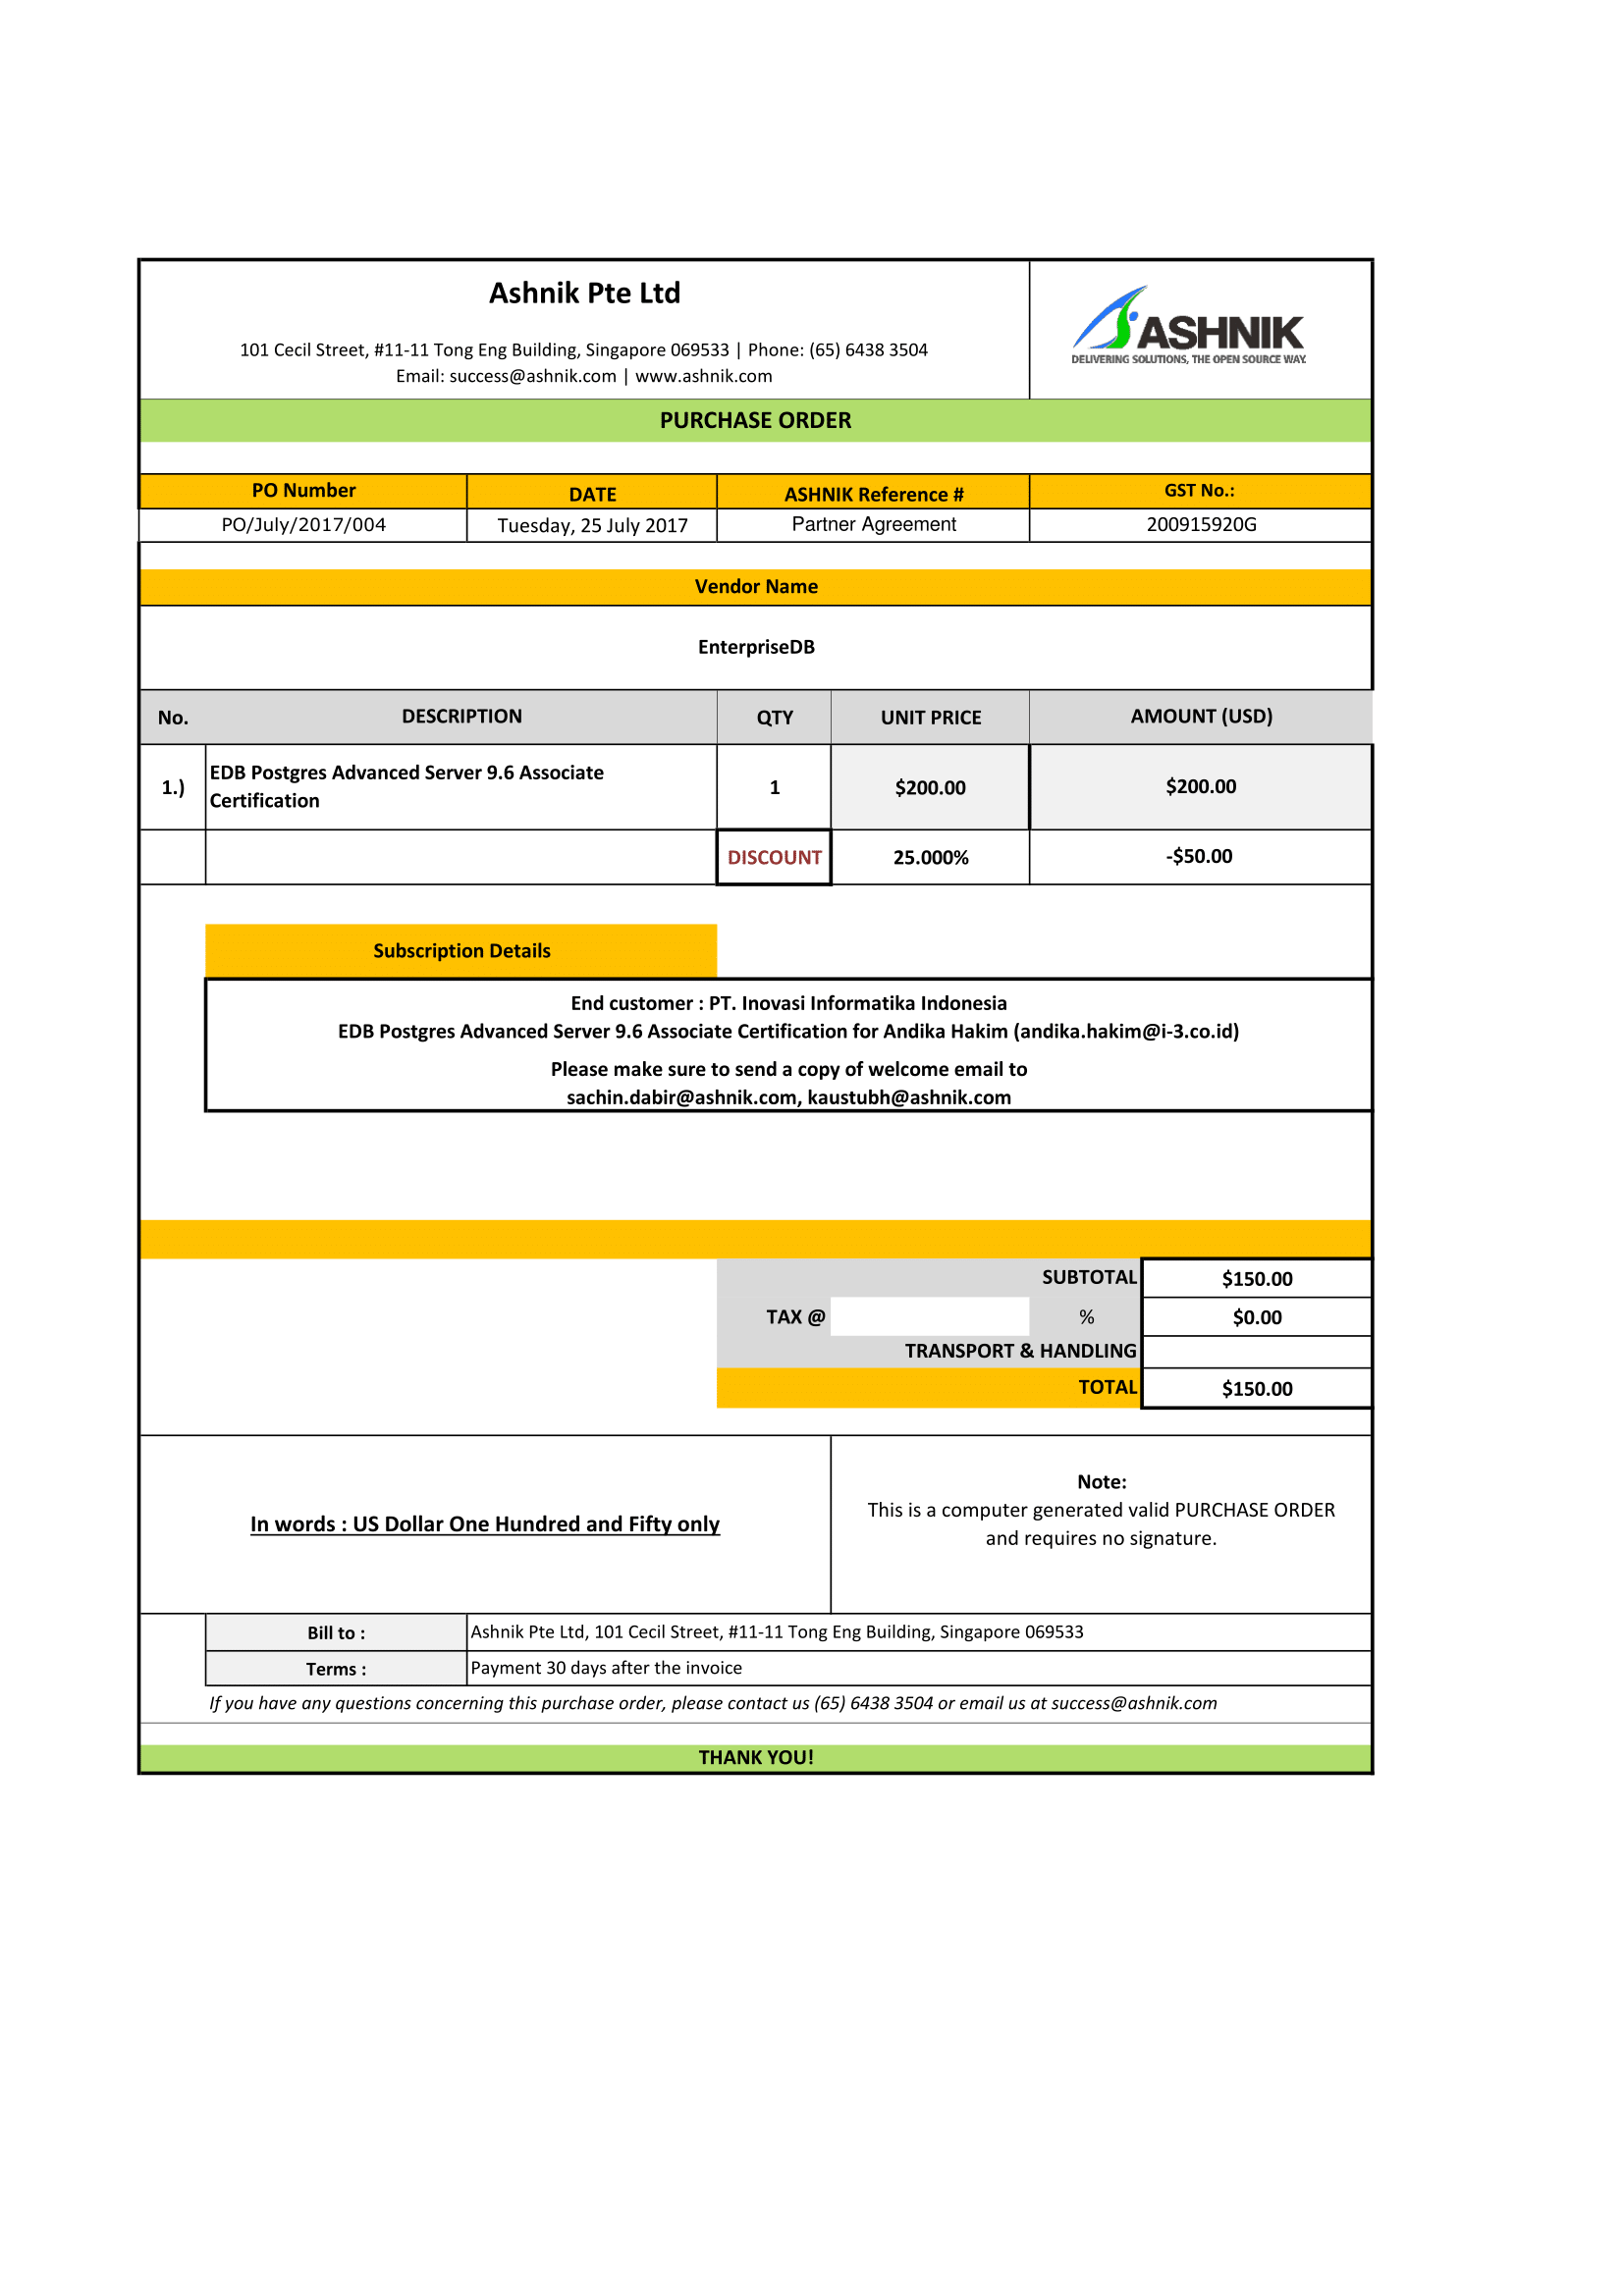 Ashnik Pte Ltd
101 Cecil Street, #11-11 Tong Eng Building, Singapore 069533 | Phone: (65) 6438 3504
Email: success@ashnik.com | www.ashnik.com
ASHNIK
DELIVERING SOLUTIONS, THE OPEN SOURCE WAY.
PURCHASE ORDER
PO Number DATE ASHNIK Reference # GST No.:
PO/July/2017/004 Tuesday, 25 July 2017 Partner Agreement 200915920G
Vendor Name
EnterpriseDB
No. DESCRIPTION QTY UNIT PRICE AMOUNT (USD)
1.) EDB Postgres Advanced Server 9.6 Associate
Certification 1 $200.00 $200.00
DISCOUNT 25.000% -$50.00
Subscription Details
End customer : PT. Inovasi Informatika Indonesia
EDB Postgres Advanced Server 9.6 Associate Certification for Andika Hakim (andika.hakim@i-3.co.id)
Please make sure to send a copy of welcome email to
sachin.dabir@ashnik.com, kaustubh@ashnik.com
SUBTOTAL $150.00
TAX @ % $0.00
TRANSPORT & HANDLING
TOTAL $150.00
In words : US Dollar One Hundred and Fifty only
Note:
This is a computer generated valid PURCHASE ORDER
and requires no signature.
Bill to : Ashnik Pte Ltd, 101 Cecil Street, #11-11 Tong Eng Building, Singapore 069533
Terms : Payment 30 days after the invoice
If you have any questions concerning this purchase order, please contact us (65) 6438 3504 or email us at success@ashnik.com
THANK YOU!